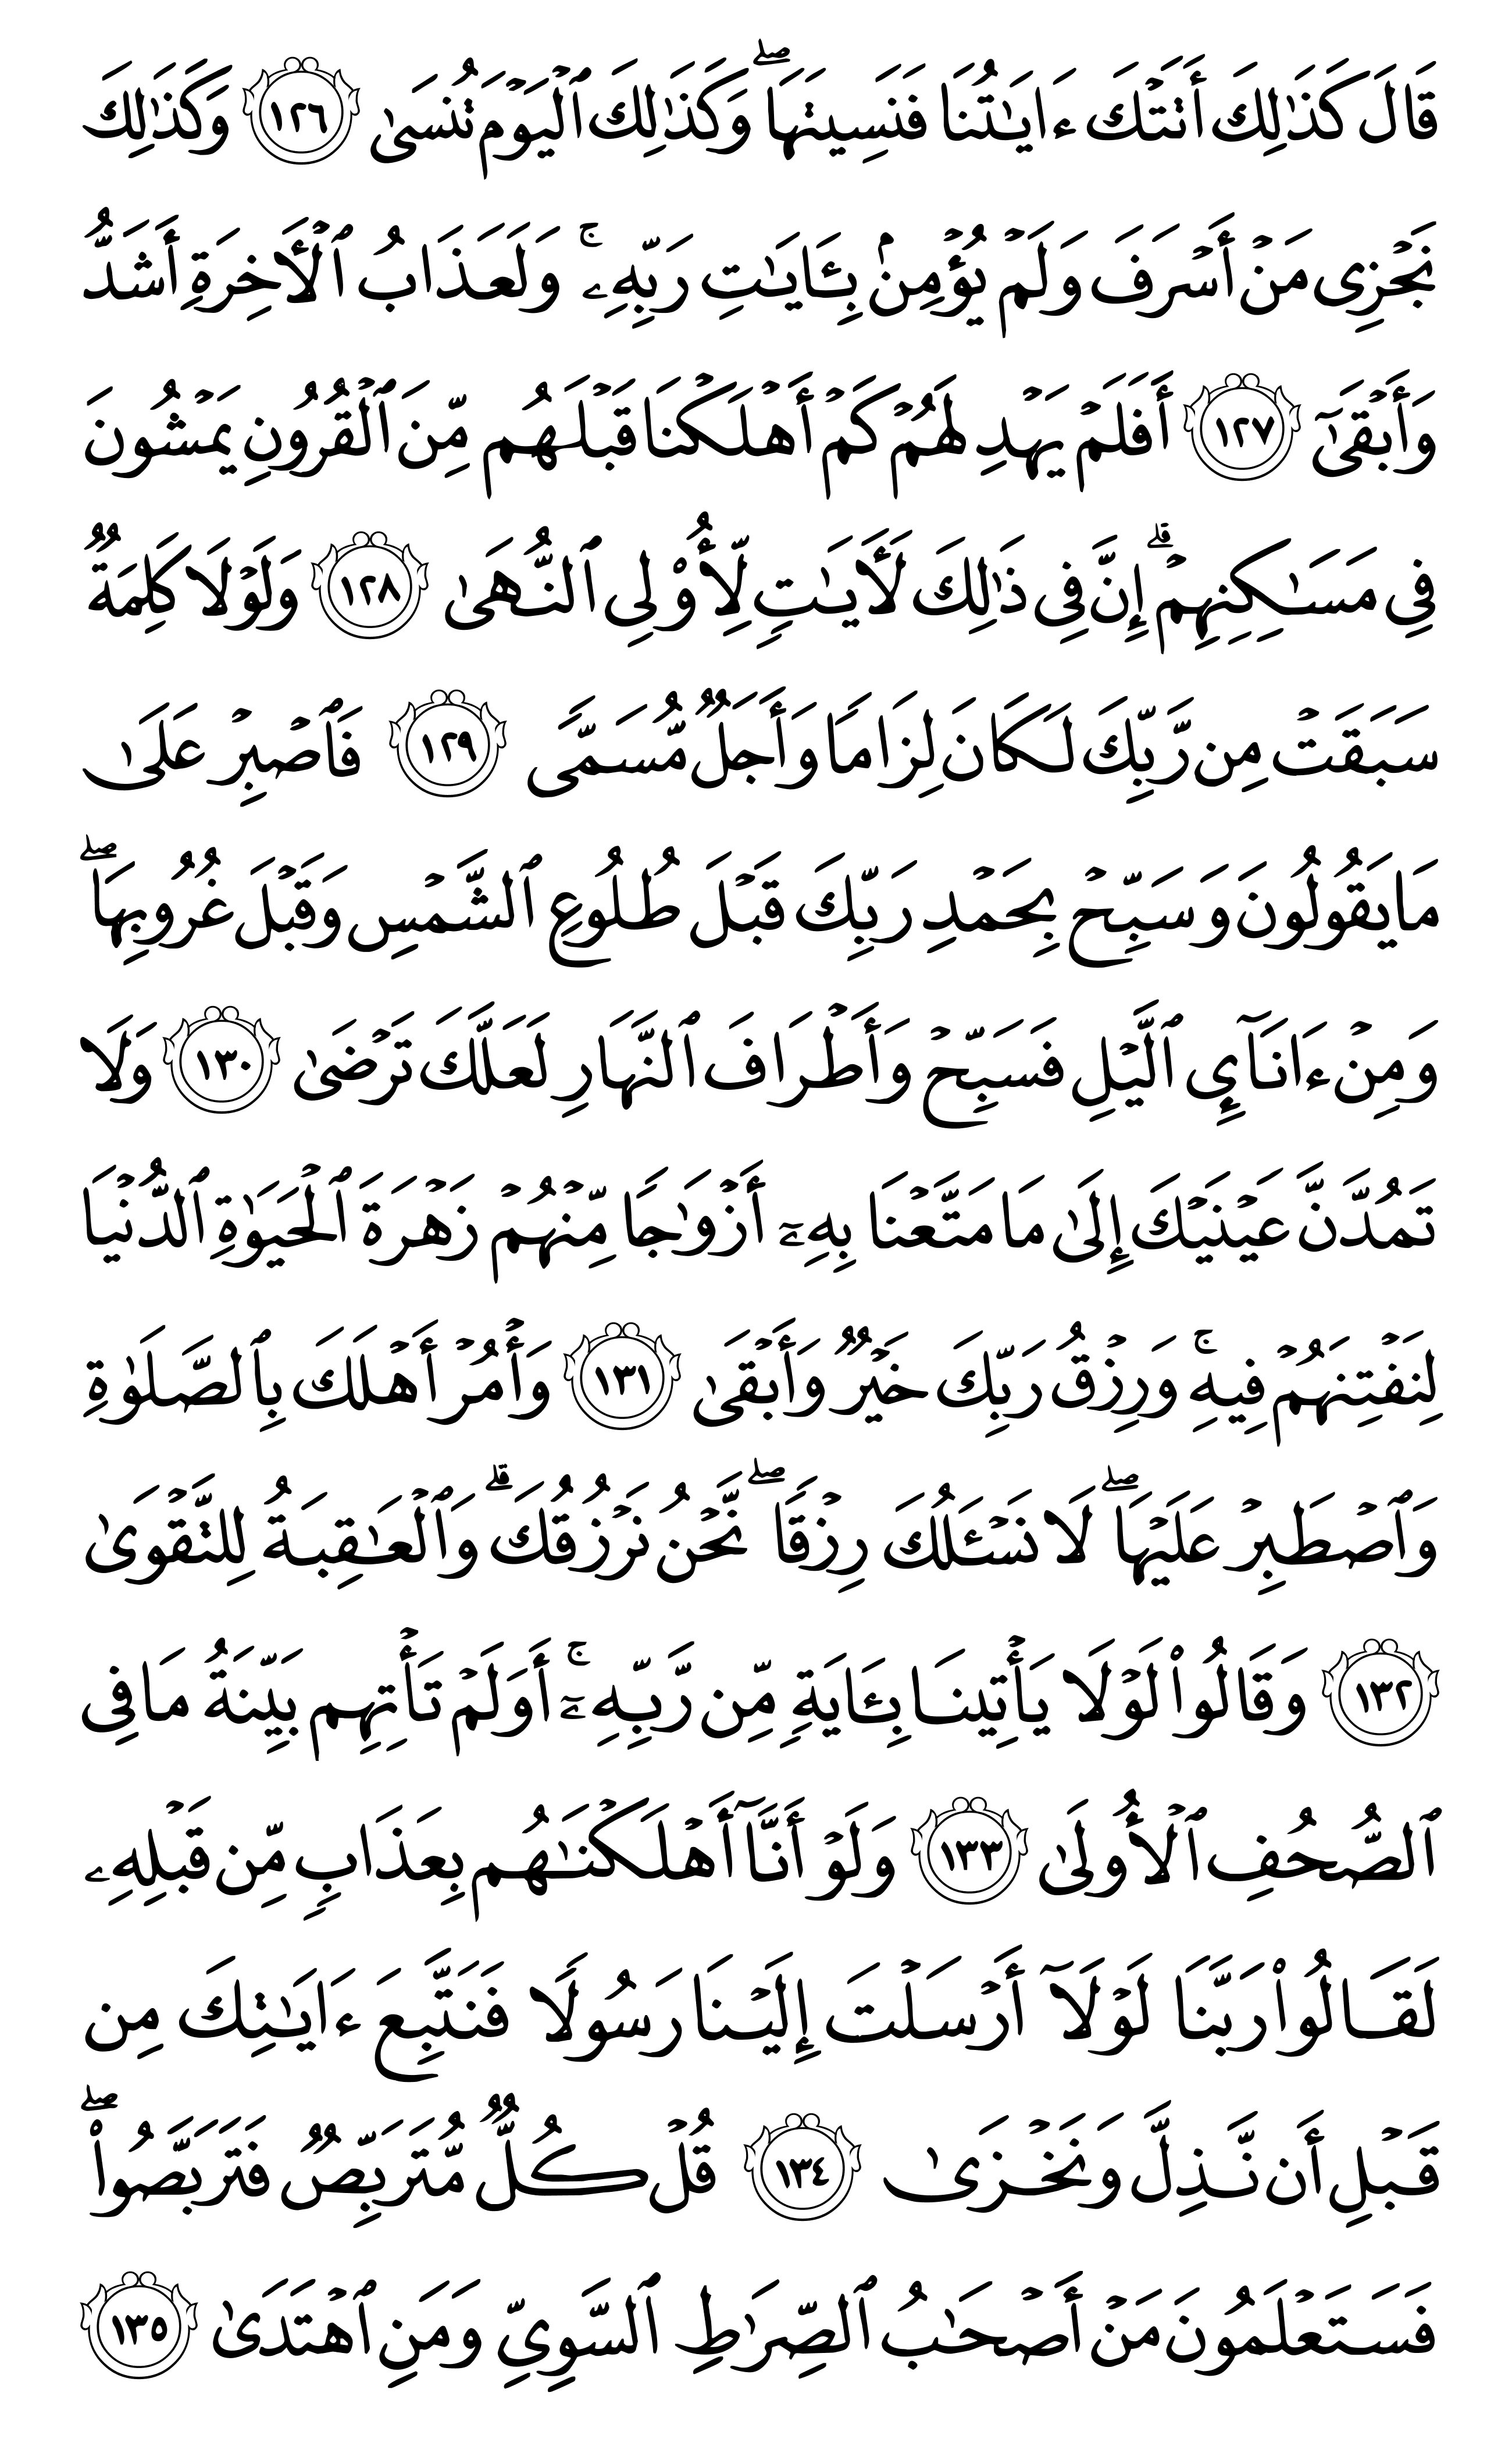 قَالَ كَذَٰلِكَ أَتَتْكَ ءَايَٰتُنَا فَنَسِيتَهَا ۖ وَكَذَٰلِكَ ٱلْيَوْمَ تُنسَىٰ ١٢٦ وَكَذَٰلِكَ
نَجْزِى مَنْ أَسْرَفَ وَلَمْ يُؤْمِنۢ بِـَٔايَٰتِ رَبِّهِۦ ۚ وَلَعَذَابُ ٱلْأَخِرَةِ أَشَدُّ
وَأَبْقَىٰٓ ١٢٧ أَفَلَمْ يَهْدِ لَهُمْ كَمْ أَهْلَكْنَا قَبْلَهُم مِّنَ ٱلْقُرُونِ يَمْشُونَ
فِى مَسَٰكِنِهِمْ ۗ إِنَّ فِى ذَٰلِكَ لَأَيَٰتٍ لِّأُو۟لِى ٱلنُّهَىٰ ١٢٨ وَلَوْلَا كَلِمَةٌ
سَبَقَتْ مِن رَّبِّكَ لَكَانَ لِزَامًا وَأَجَلٌ مُّسَمًّى ١٢٩ فَٱصْبِرْ عَلَىٰ
مَا يَقُولُونَ وَسَبِّحْ بِحَمْدِ رَبِّكَ قَبْلَ طُلُوعِ ٱلشَّمْسِ وَقَبْلَ غُرُوبِهَا ۖ
وَمِنْ ءَانَآئِ ٱلَّيْلِ فَسَبِّحْ وَأَطْرَافَ ٱلنَّهَارِ لَعَلَّكَ تَرْضَىٰ ١٣٠ وَلَا
تَمُدَّنَّ عَيْنَيْكَ إِلَىٰ مَا مَتَّعْنَا بِهِۦٓ أَزْوَٰجًا مِّنْهُمْ زَهْرَةَ ٱلْحَيَوٰةِ ٱلدُّنْيَا
لِنَفْتِنَهُمْ فِيهِ ۚ وَرِزْقُ رَبِّكَ خَيْرٌ وَأَبْقَىٰ ١٣١ وَأْمُرْ أَهْلَكَ بِٱلصَّلَوٰةِ
وَٱصْطَبِرْ عَلَيْهَا ۖ لَا نَسْـَٔلُكَ رِزْقًا ۖ نَّحْنُ نَرْزُقُكَ ۗ وَٱلْعَٰقِبَةُ لِلتَّقْوَىٰ
١٣٢ وَقَالُوا۟ لَوْلَا يَأْتِينَا بِـَٔايَةٍ مِّن رَّبِّهِۦٓ ۚ أَوَلَمْ تَأْتِهِم بَيِّنَةُ مَا فِى
ٱلصُّحُفِ ٱلْأُولَىٰ ١٣٣ وَلَوْ أَنَّآ أَهْلَكْنَٰهُم بِعَذَابٍ مِّن قَبْلِهِۦ
لَقَالُوا۟ رَبَّنَا لَوْلَآ أَرْسَلْتَ إِلَيْنَا رَسُولًا فَنَتَّبِعَ ءَايَٰتِكَ مِن
قَبْلِ أَن نَّذِلَّ وَنَخْزَىٰ ١٣٤ قُلْ كُلٌّ مُّتَرَبِّصٌ فَتَرَبَّصُوا۟ ۖ
فَسَتَعْلَمُونَ مَنْ أَصْحَٰبُ ٱلصِّرَٰطِ ٱلسَّوِىِّ وَمَنِ ٱهْتَدَىٰ ١٣٥